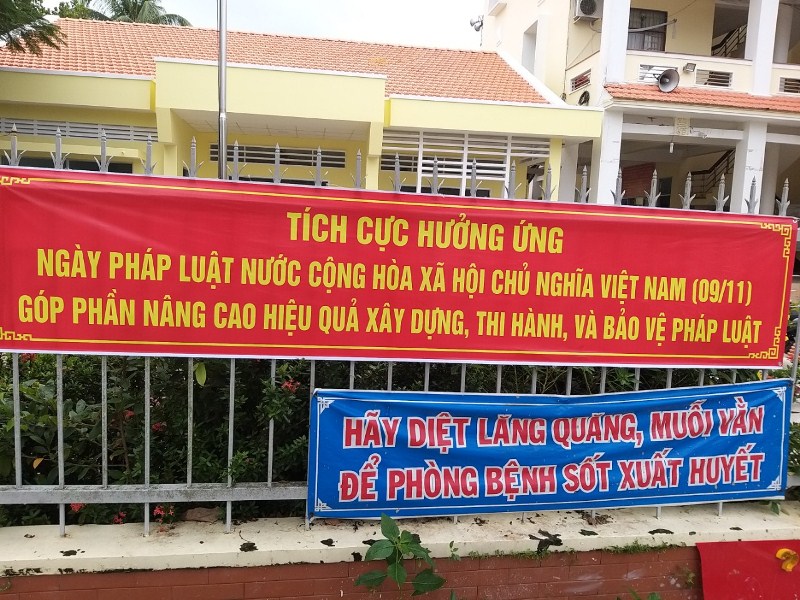 TÍCH CỰC HƯỞNG ỨNG
NGÀY PHÁP LUẬT NƯỚC CỘNG HÒA XÃ HỘI CHỦ NGHĨA VIỆT NAM (09/11)
GÓP PHẦN NÂNG CAO HIỆU QUẢ XÂY DỰNG, THI HÀNH, VÀ BẢO VỆ PHÁP LUẬT
HÃY DIỆT LĂNG QUĂNG, MUỖI VẰN
ĐỂ PHÒNG BỆNH SỐT XUẤT HUYẾT